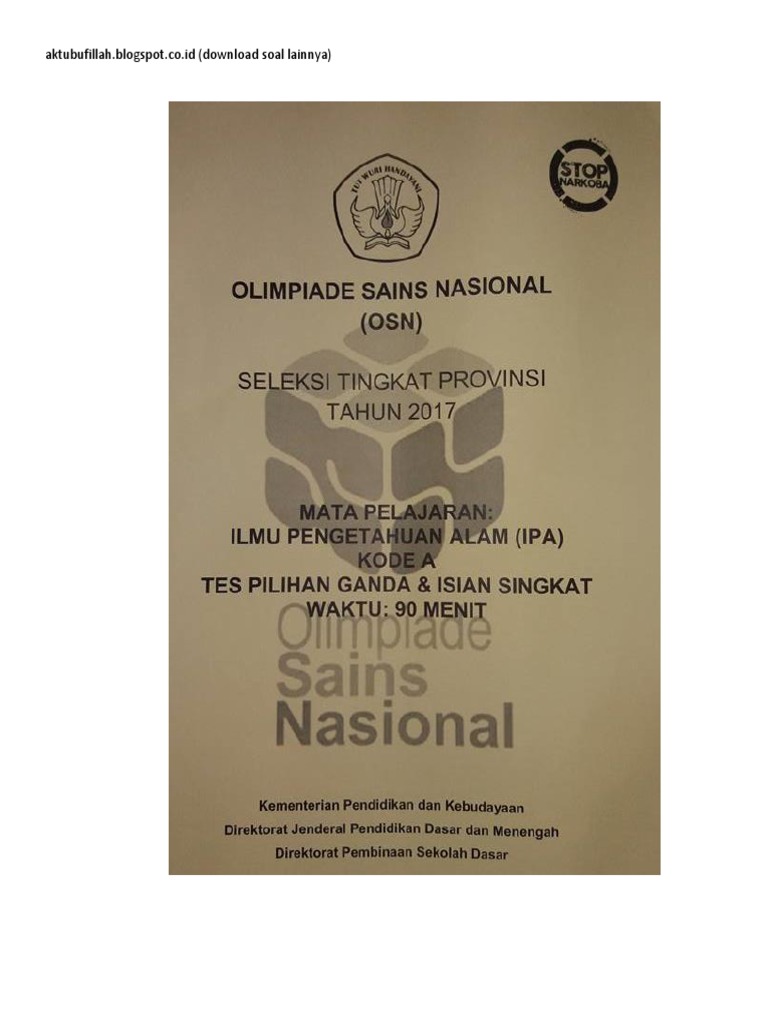 aktubufillah.blogspot.co.id (download soal lainnya)
TUT WURI HANDAYANI
STOP
NARKOBA
OLIMPIADE SAINS NASIONAL
(OSN)
SELEKSI TINGKAT PROVINSI
TAHUN 2017
MATA PELAJARAN:
ILMU PENGETAHUAN ALAM (IPA)
KODE A
TES PILIHAN GANDA & ISIAN SINGKAT
WAKTU: 90 MENIT
Olimpiade
Sains
Nasional
Kementerian Pendidikan dan Kebudayaan
Direktorat Jenderal Pendidikan Dasar dan Menengah
Direktorat Pembinaan Sekolah Dasar